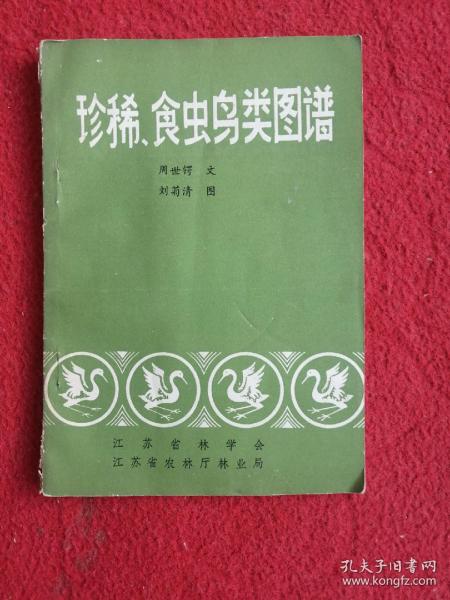 珍稀、食虫鸟类图谱
周世锷 文
刘菊清 图
江苏省林学会
江苏省农林厅林业局
孔夫子旧书网
www.kongfz.com